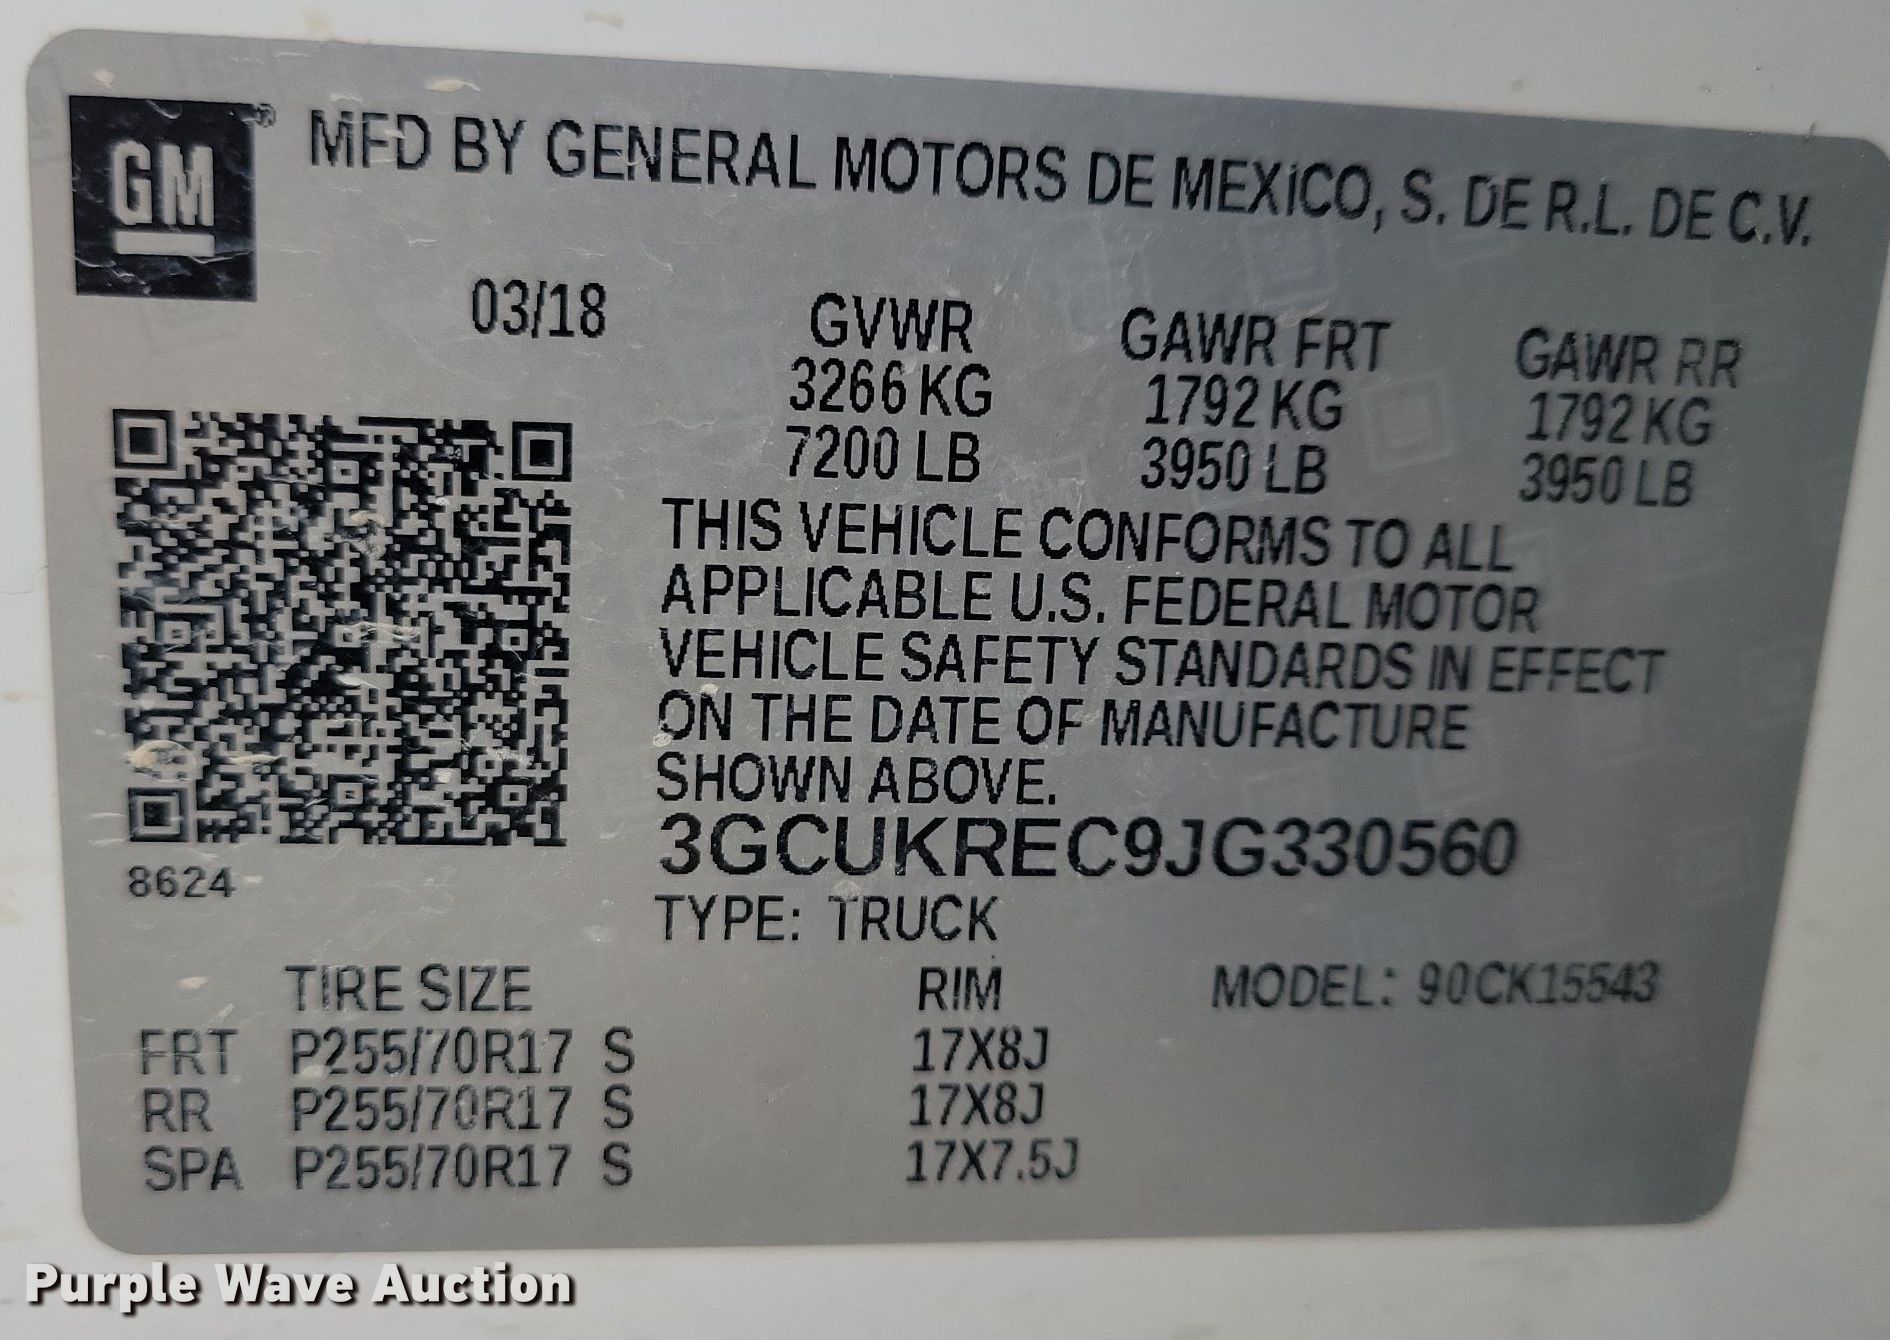 GM ® MFD BY GENERAL MOTORS DE MEXICO, S. DE R.L. DE C.V.
03/18 GVWR GAWR FRT GAWR RR
3266 KG 1792 KG 1792 KG
7200 LB 3950 LB 3950 LB
THIS VEHICLE CONFORMS TO ALL
APPLICABLE U.S. FEDERAL MOTOR
VEHICLE SAFETY STANDARDS IN EFFECT
ON THE DATE OF MANUFACTURE
SHOWN ABOVE.
3GCUKREC9JG330560
8624
TYPE: TRUCK
TIRE SIZE RIM MODEL: 90CK15543
FRT P255/70R17 S 17X8J
RR P255/70R17 S 17X8J
SPA P255/70R17 S 17X7.5J
Purple Wave Auction